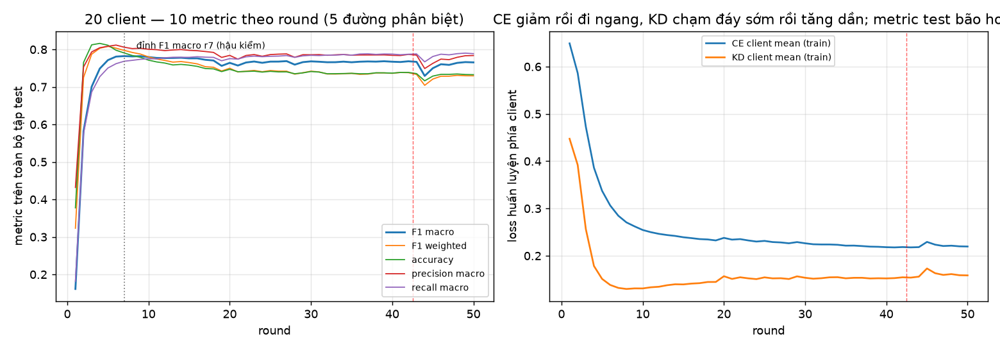 20 client — 10 metric theo round (5 đường phân biệt)
CE giảm rồi đi ngang, KD chạm đáy sớm rồi tăng dần; metric test bão ho
đỉnh F1 macro r7 (hậu kiểm)
metric trên toàn bộ tập test
0.8
0.7
0.6
0.5
0.4
0.3
0.2
F1 macro
F1 weighted
accuracy
precision macro
recall macro
0
10
20
30
40
50
round
CE client mean (train)
KD client mean (train)
loss huấn luyện phía client
0.6
0.5
0.4
0.3
0.2
0
10
20
30
40
50
round